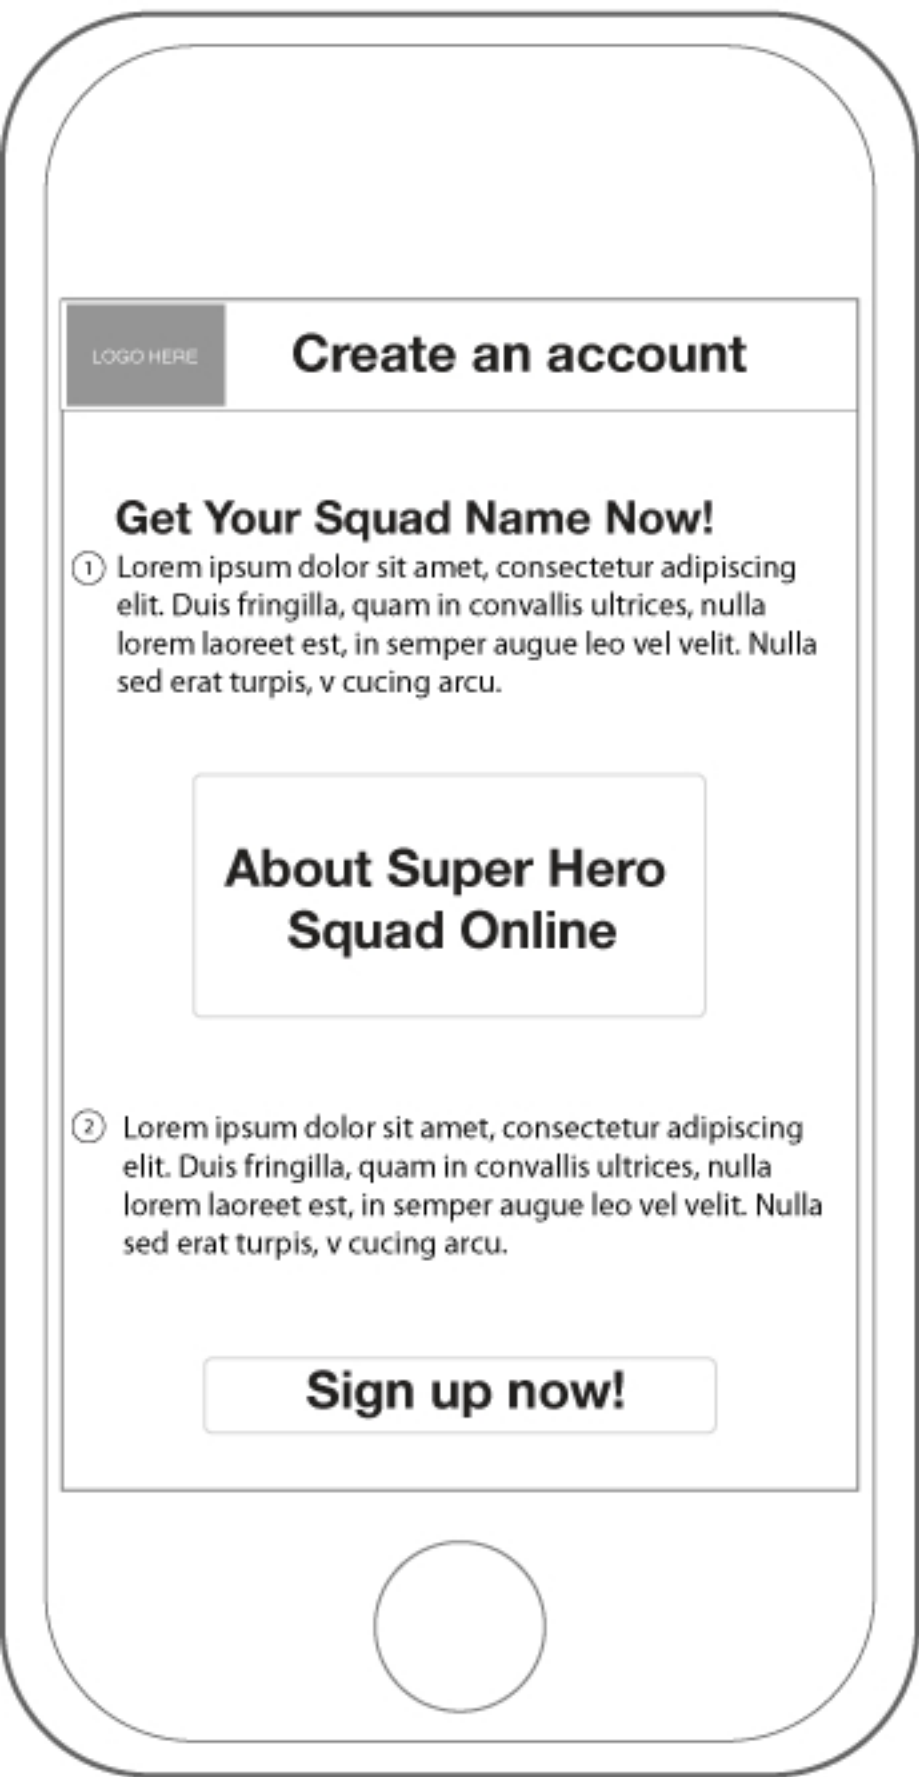 LOGO HERE
Create an account
Get Your Squad Name Now!
1 Lorem ipsum dolor sit amet, consectetur adipiscing
elit. Duis fringilla, quam in convallis ultrices, nulla
lorem laoreet est, in semper augue leo vel velit. Nulla
sed erat turpis, v cucing arcu.
About Super Hero
Squad Online
2 Lorem ipsum dolor sit amet, consectetur adipiscing
elit. Duis fringilla, quam in convallis ultrices, nulla
lorem laoreet est, in semper augue leo vel velit. Nulla
sed erat turpis, v cucing arcu.
Sign up now!